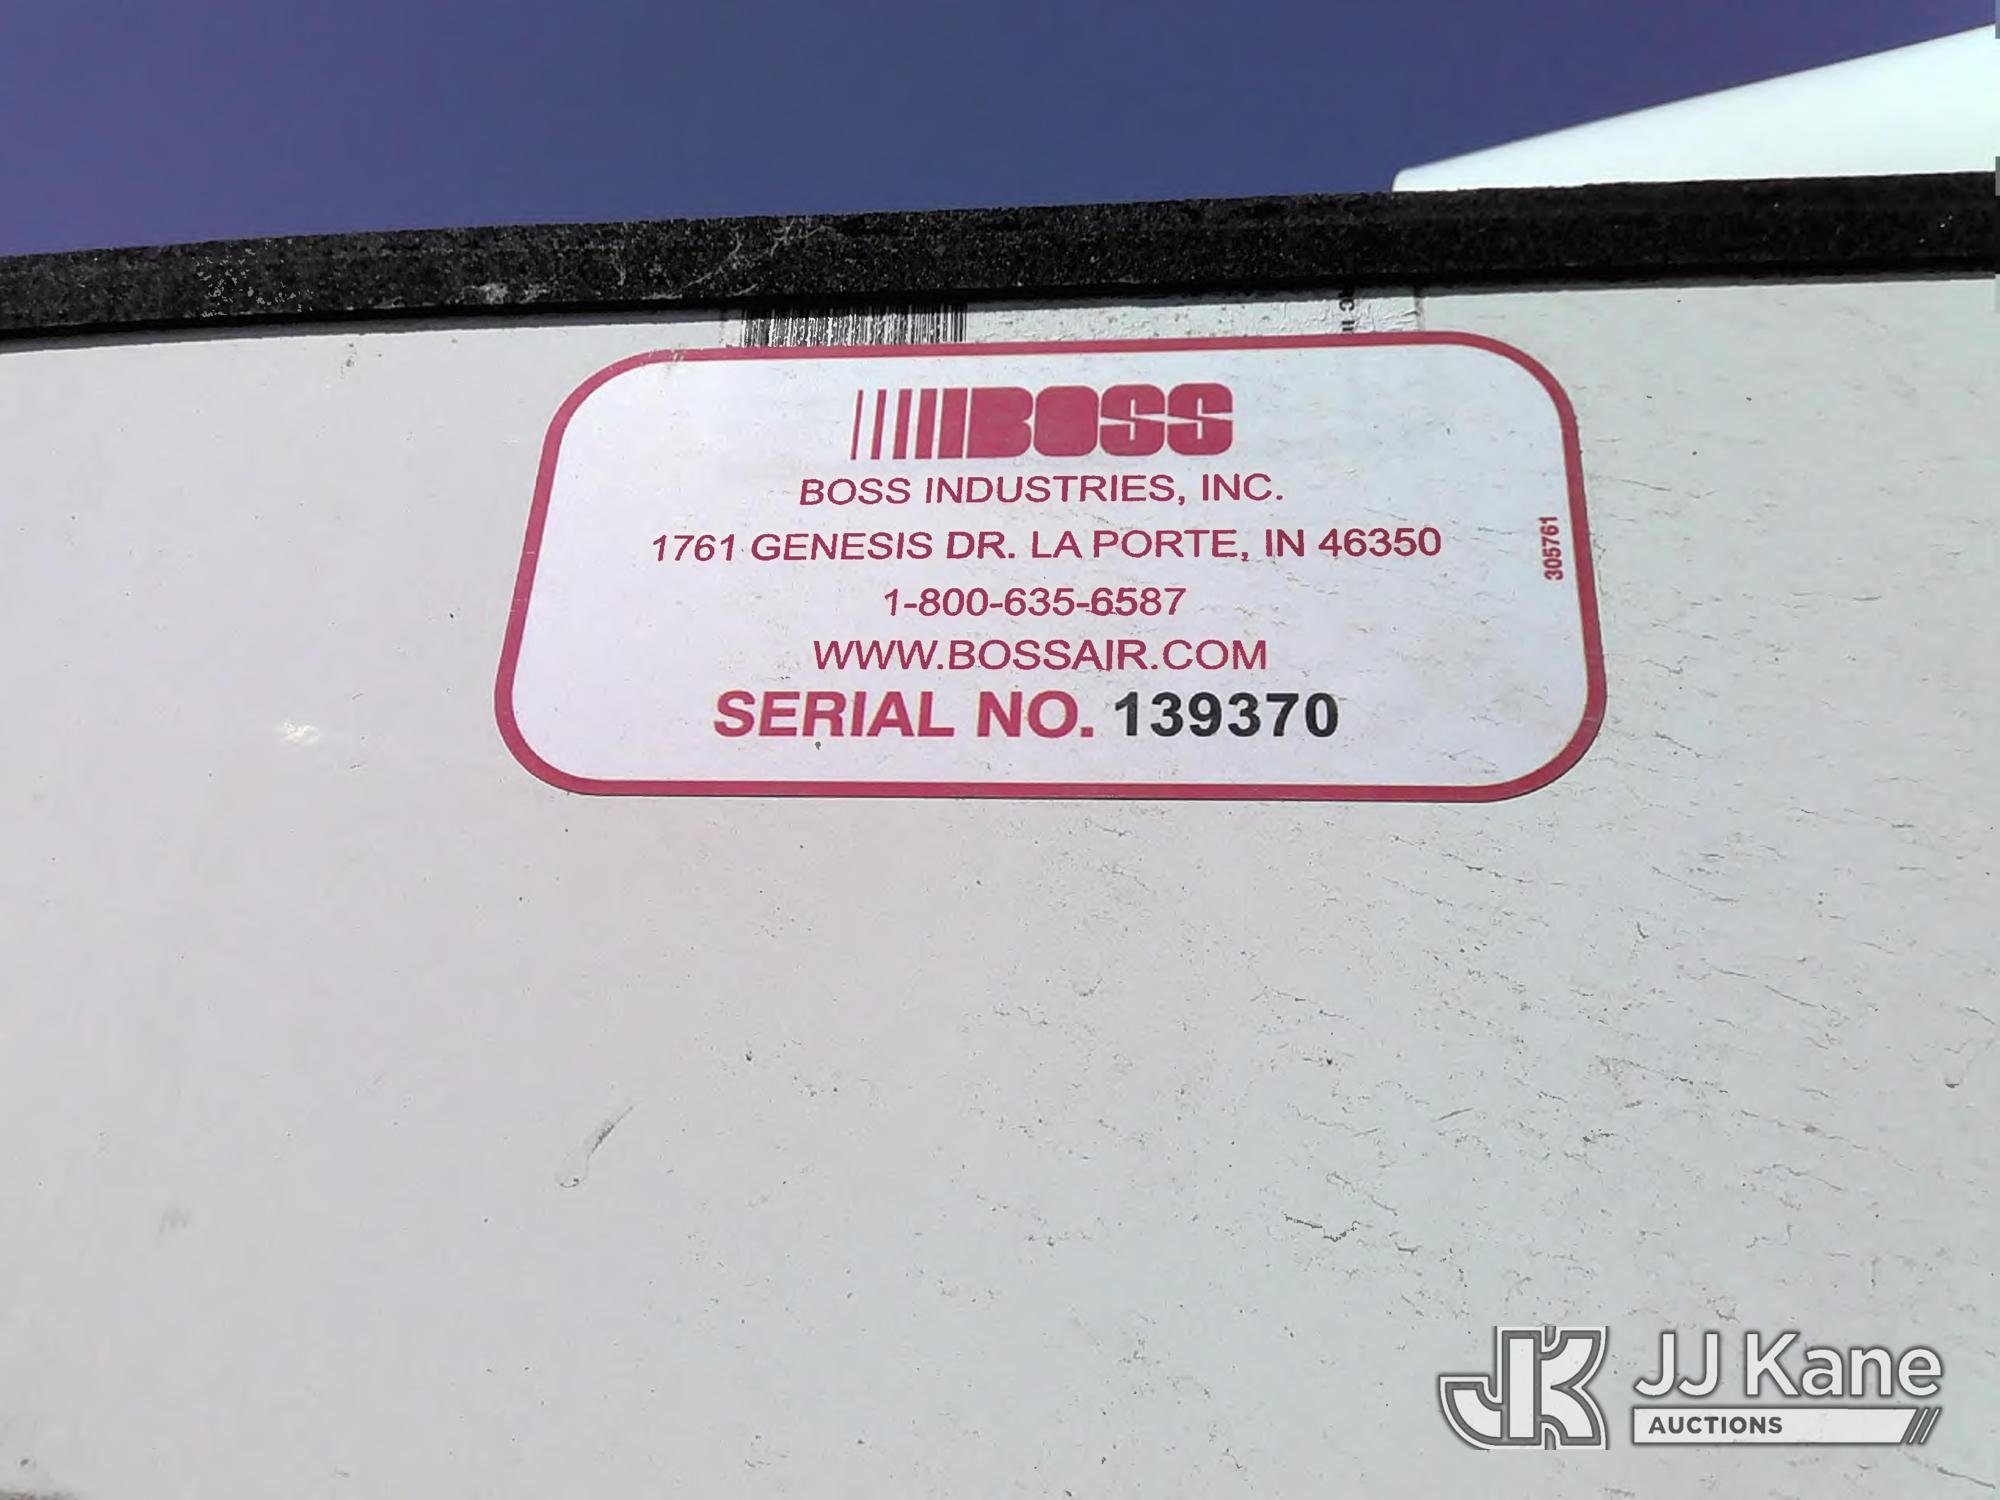 BOSS
BOSS INDUSTRIES, INC.
1761 GENESIS DR. LA PORTE, IN 46350
1-800-635-6587
WWW.BOSSAIR.COM
SERIAL NO. 139370
305761
JK JJ Kane
AUCTIONS